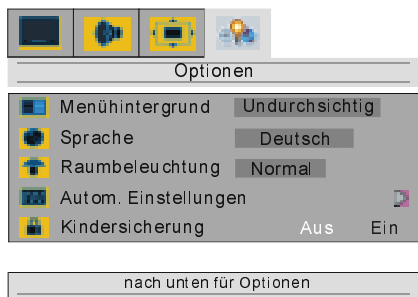 Optionen
Menühintergrund Undurchsichtig
Sprache Deutsch
Raumbeleuchtung Normal
Autom. Einstellungen
Kindersicherung Aus Ein
nach unten für Optionen